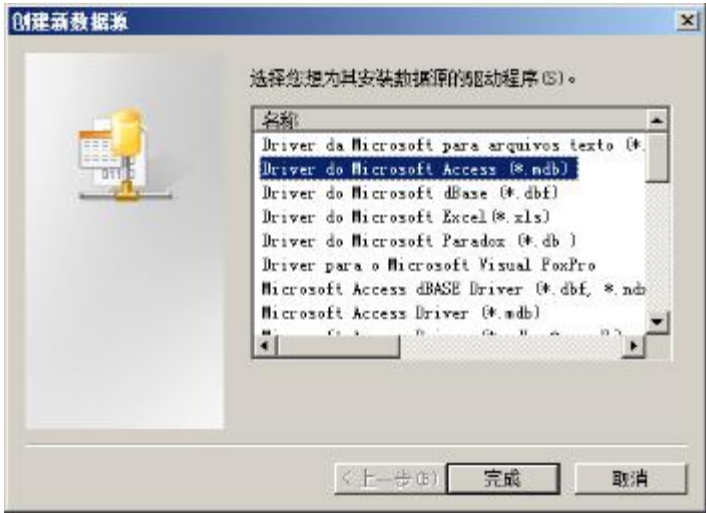 创建新数据源
选择您想为其安装数据源的驱动程序(S)。
名称
Driver da Microsoft para arquivos texto (*.
Driver do Microsoft Access (*.mdb)
Driver do Microsoft dBase (*.dbf)
Driver do Microsoft Excel(*.xls)
Driver do Microsoft Paradox (*.db )
Driver para o Microsoft Visual FoxPro
Microsoft Access dBASE Driver (*.dbf, *.ndx
Microsoft Access Driver (*.mdb)
<上一步(B)
完成
取消